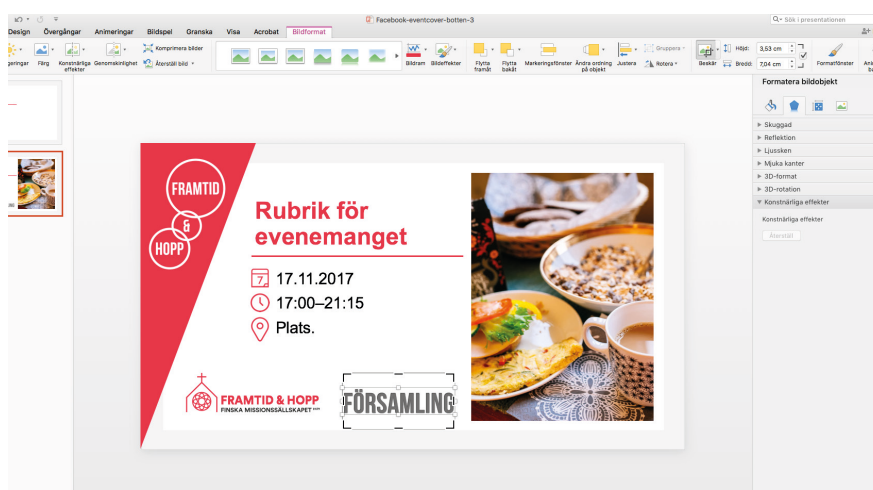 Facebook-eventcover-botten-3
Sök i presentationen
Design Övergångar Animeringar Bildspel Granska Visa Acrobat Bildformat
Färg Konstnärliga effekter Genomskinlighet
Komprimera bilder
Återställ bild
Bildram Bildeffekter Flytta framåt Flytta bakåt Markeringsfönster Ändra ordning på objekt Justera
Gruppera
Rotera
Beskär
Höjd: 3,53 cm
Bredd: 7,04 cm
Formatfönster
Formatera bildobjekt
Skuggad
Reflektion
Ljussken
Mjuka kanter
3D-format
3D-rotation
Konstnärliga effekter
Konstnärliga effekter
Återställ
FRAMTID
&
HOPP
Rubrik för
evenemanget
7 17.11.2017
17:00–21:15
Plats.
FRAMTID & HOPP
FINSKA MISSIONSSÄLLSKAPET
FÖRSAMLING